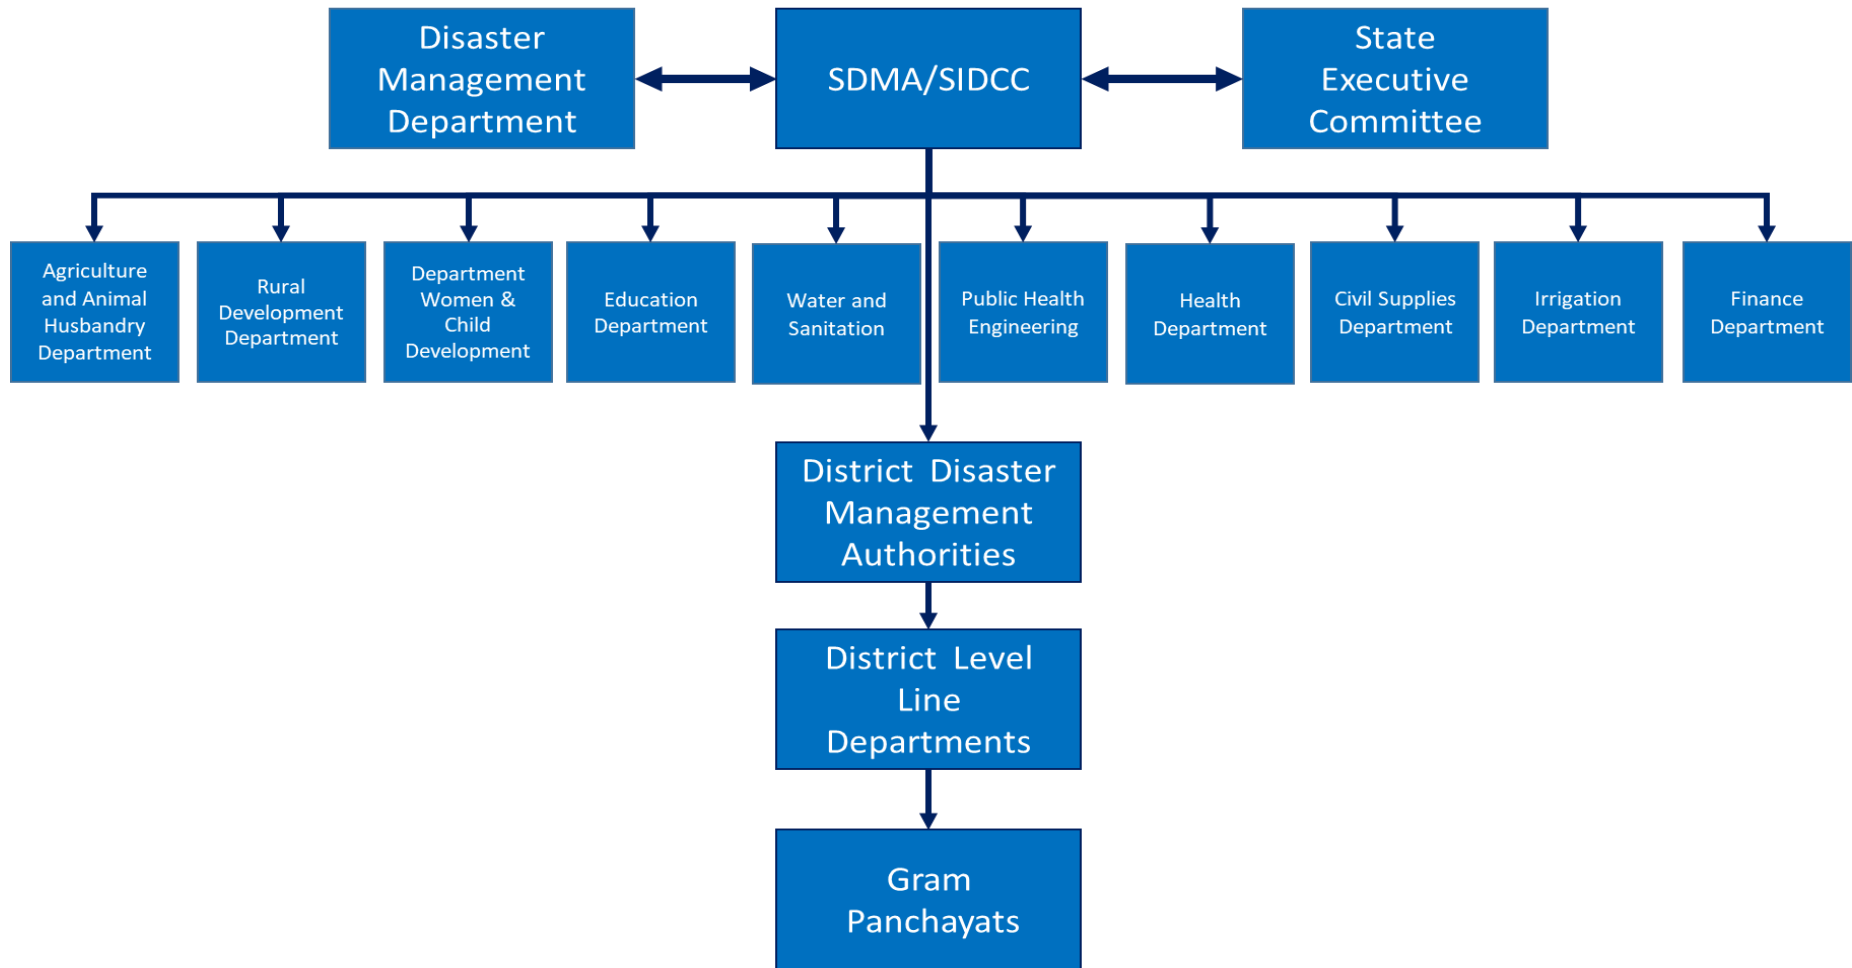 Disaster
Management
Department
SDMA/SIDCC
State
Executive
Committee
Agriculture
and Animal
Husbandry
Department
Rural
Development
Department
Department
Women &
Child
Development
Education
Department
Water and
Sanitation
Public Health
Engineering
Health
Department
Civil Supplies
Department
Irrigation
Department
Finance
Department
District Disaster
Management
Authorities
District Level
Line
Departments
Gram
Panchayats